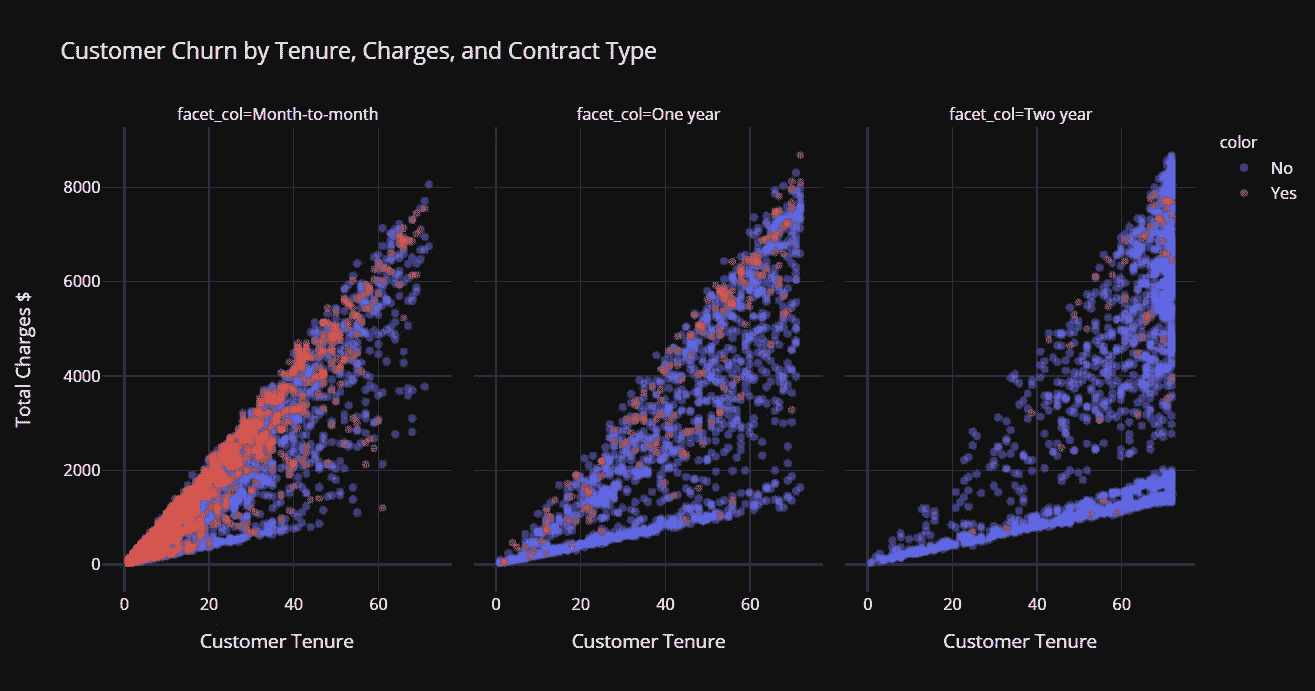 Customer Churn by Tenure, Charges, and Contract Type
facet_col=Month-to-month
facet_col=One year
facet_col=Two year
color
No
Yes
Total Charges $
8000
6000
4000
2000
0
0 20 40 60
0 20 40 60
0 20 40 60
Customer Tenure
Customer Tenure
Customer Tenure